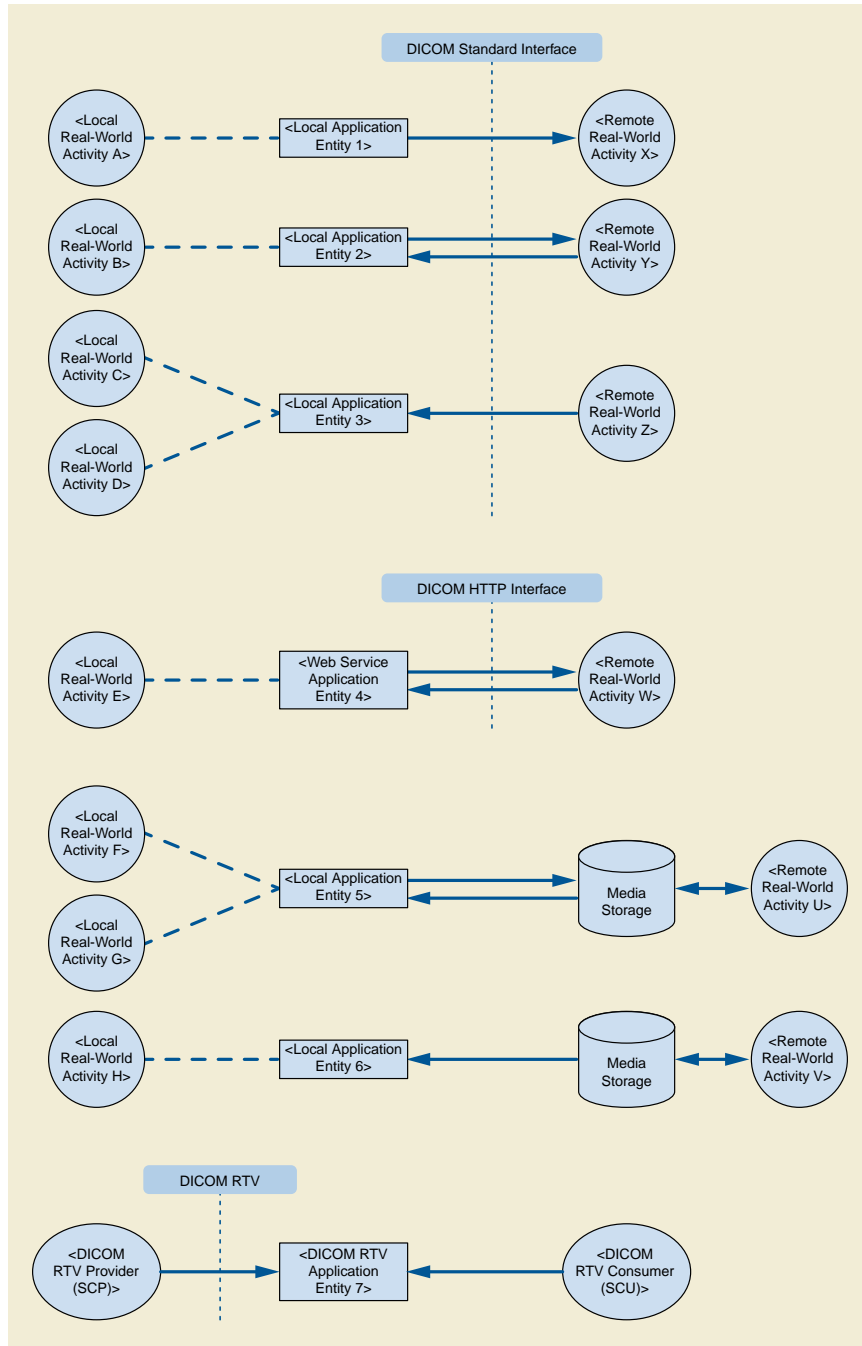 DICOM Standard Interface
<Local
Real-World
Activity A>
<Local Application
Entity 1>
<Remote
Real-World
Activity X>
<Local
Real-World
Activity B>
<Local Application
Entity 2>
<Remote
Real-World
Activity Y>
<Local
Real-World
Activity C>
<Local Application
Entity 3>
<Remote
Real-World
Activity Z>
<Local
Real-World
Activity D>
DICOM HTTP Interface
<Local
Real-World
Activity E>
<Web Service
Application
Entity 4>
<Remote
Real-World
Activity W>
<Local
Real-World
Activity F>
<Local Application
Entity 5>
Media
Storage
<Remote
Real-World
Activity U>
<Local
Real-World
Activity G>
<Local
Real-World
Activity H>
<Local Application
Entity 6>
Media
Storage
<Remote
Real-World
Activity V>
DICOM RTV
<DICOM
RTV Provider
(SCP)>
<DICOM RTV
Application
Entity 7>
<DICOM
RTV Consumer
(SCU)>